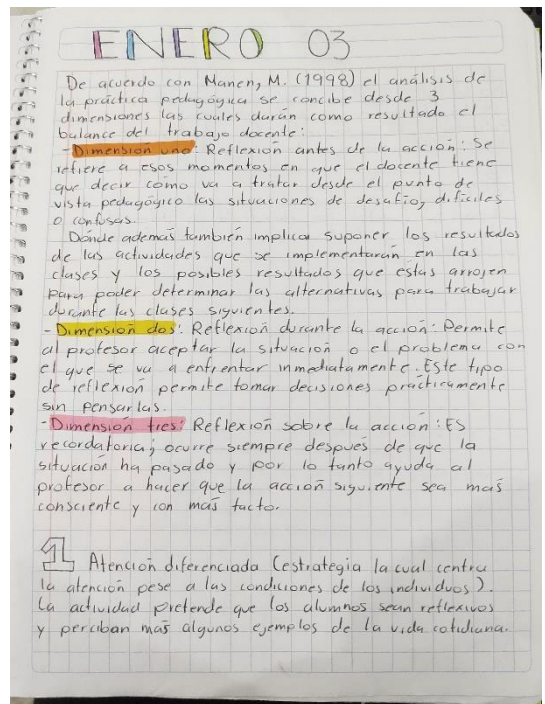 ENERO 03
De acuerdo con Manen, M. (1998) el análisis de
la práctica pedagógica se concibe desde 3
dimensiones las cuales darán como resultado el
balance del trabajo docente:
-Dimensión uno: Reflexión antes de la acción: Se
refiere a esos momentos en que el docente tiene
que decir cómo va a tratar desde el punto de
vista pedagógico las situaciones de desafío, difíciles
o confusas.
Dónde además también implica suponer los resultados
de las actividades que se implementarán en las
clases y los posibles resultados que estas arrojen
para poder determinar las alternativas para trabajar
durante las clases siguientes.
-Dimensión dos: Reflexión durante la acción: Permite
al profesor aceptar la situación o el problema con
el que se va a enfrentar inmediatamente. Este tipo
de reflexión permite tomar decisiones prácticamente
sin pensarlas.
-Dimensión tres: Reflexión sobre la acción: Es
recordatoria; ocurre siempre después de que la
situación ha pasado y por lo tanto ayuda al
profesor a hacer que la acción siguiente sea más
consciente y con más tacto.
1 Atención diferenciada (estrategia la cual centra
la atención pese a las condiciones de los individuos).
La actividad pretende que los alumnos sean reflexivos
y perciban más algunos ejemplos de la vida cotidiana.